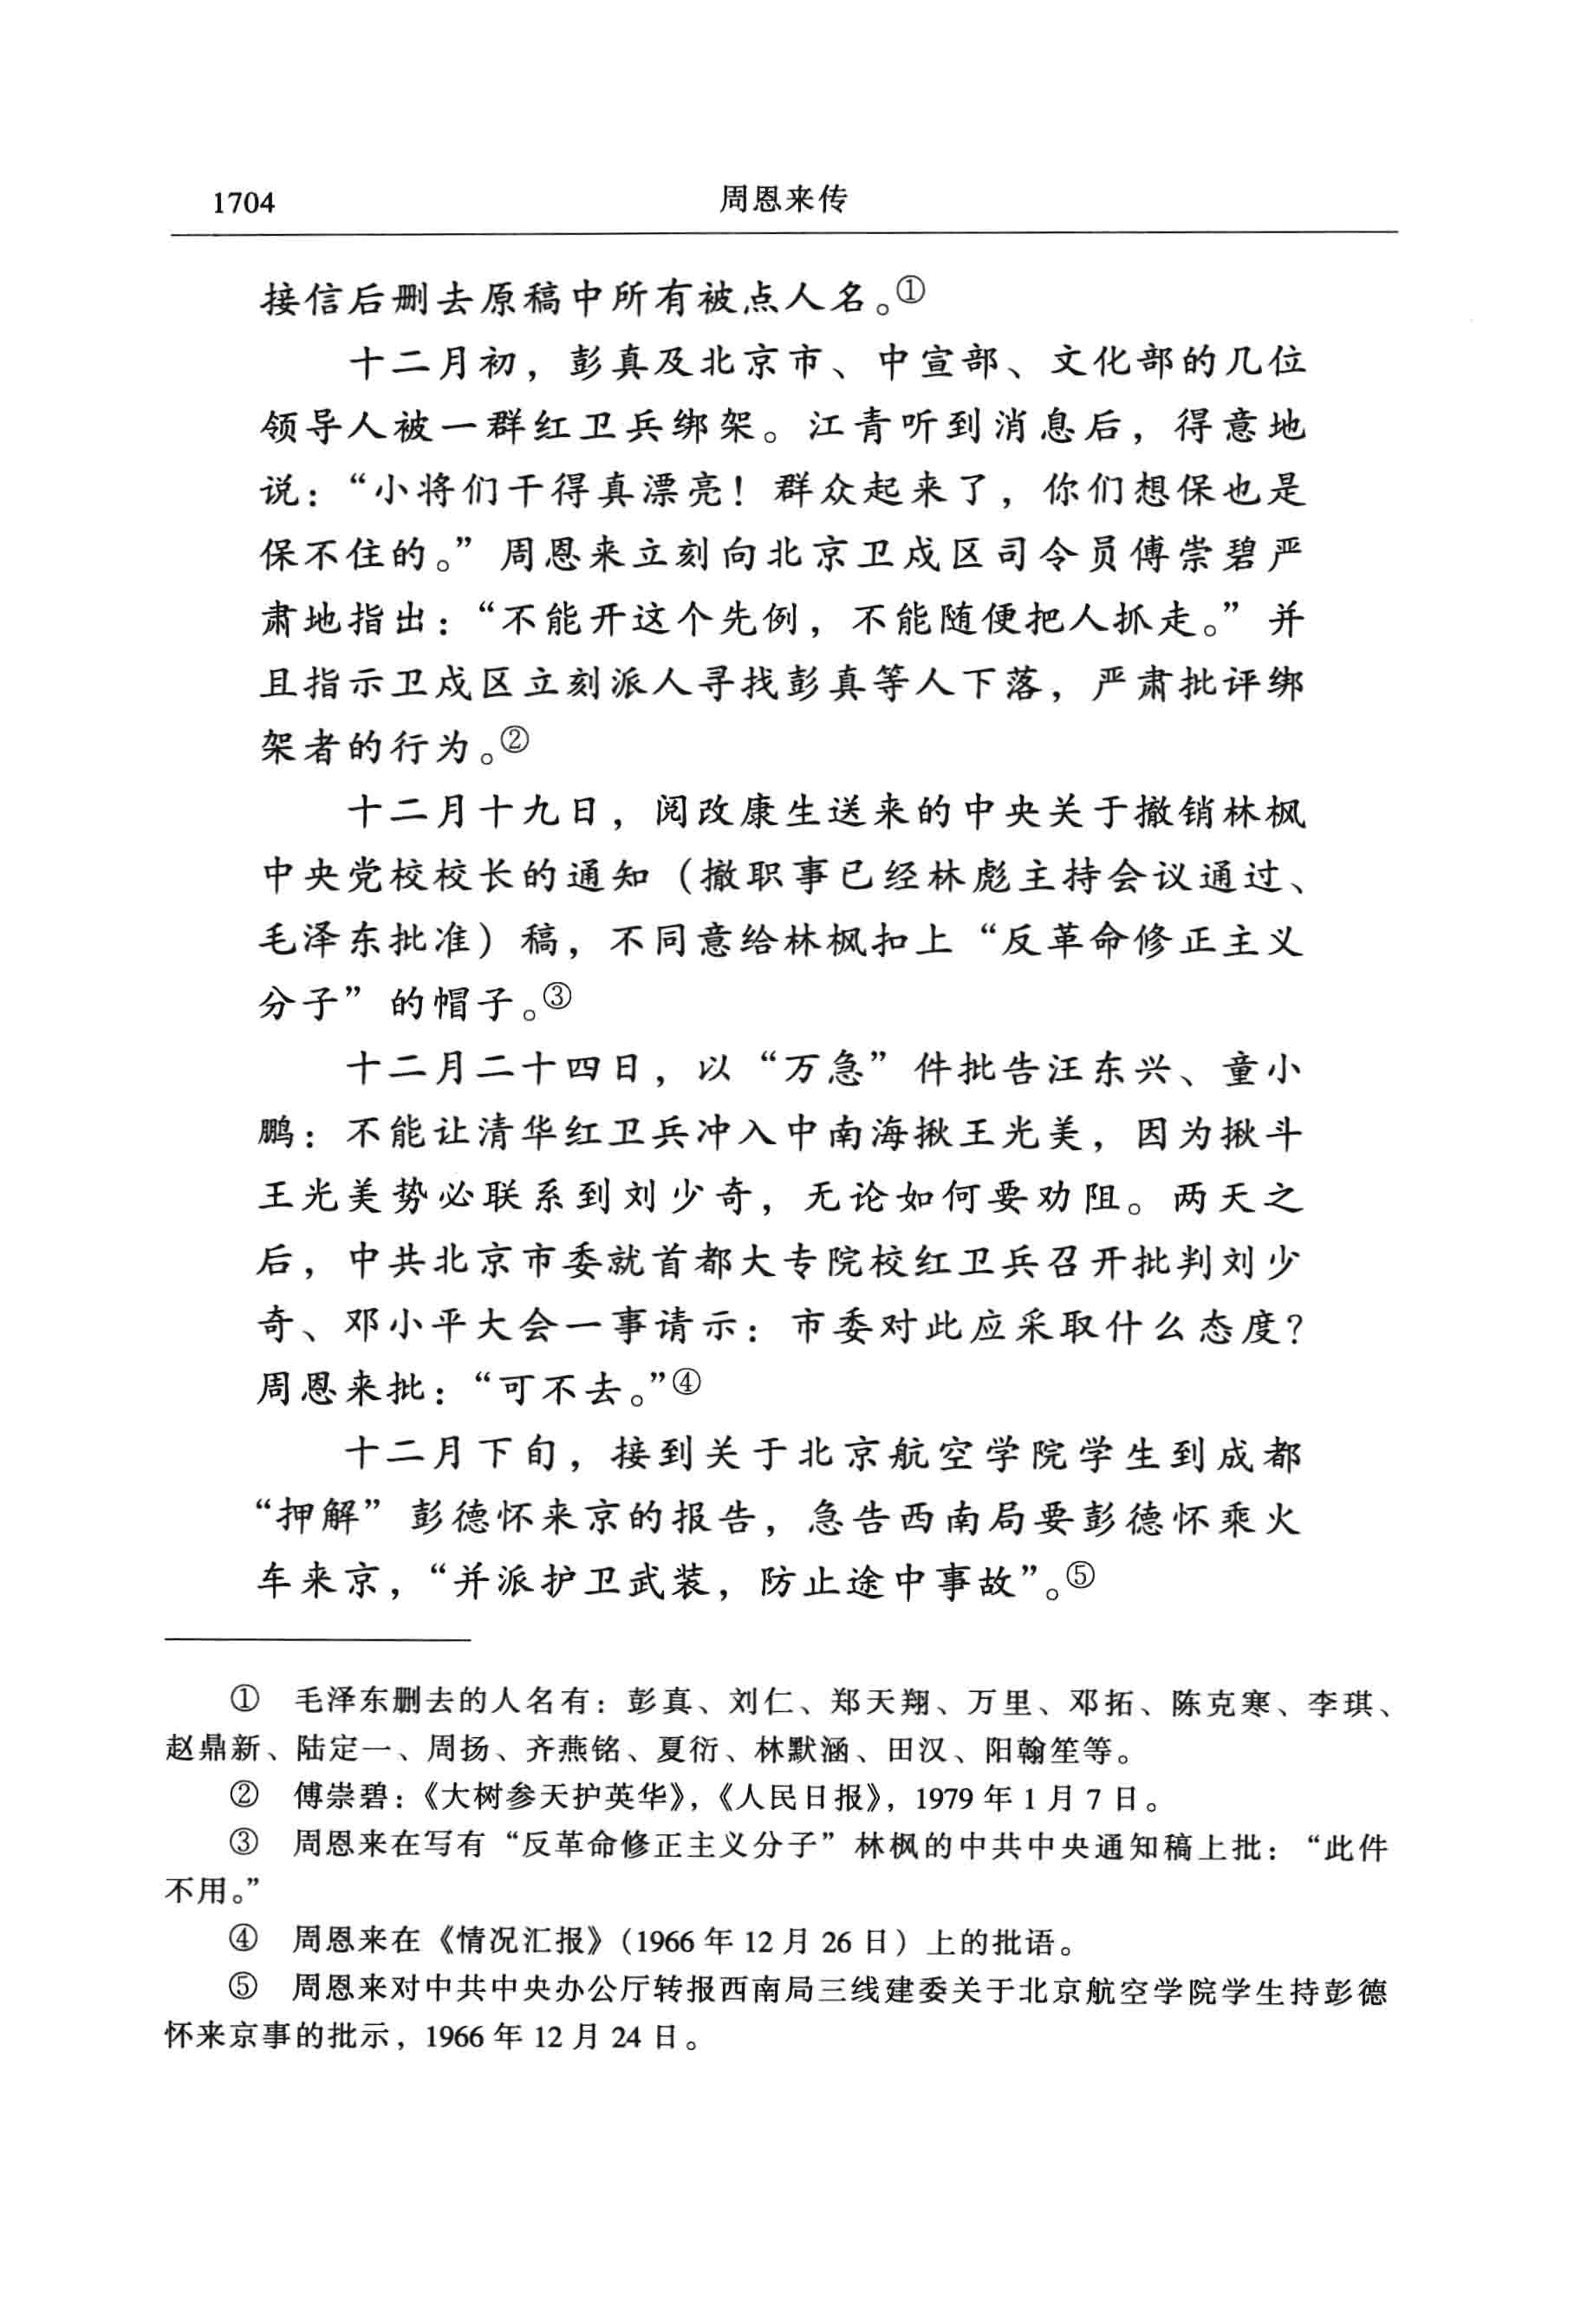 1704
周恩来传
接信后删去原稿中所有被点人名。①
十二月初，彭真及北京市、中宣部、文化部的几位
领导人被一群红卫兵绑架。江青听到消息后，得意地
说：“小将们干得真漂亮！群众起来了，你们想保也是
保不住的。”周恩来立刻向北京卫戍区司令员傅崇碧严
肃地指出：“不能开这个先例，不能随便把人抓走。”并
且指示卫戍区立刻派人寻找彭真等人下落，严肃批评绑
架者的行为。②
十二月十九日，阅改康生送来的中央关于撤销林枫
中央党校校长的通知（撤职事已经林彪主持会议通过、
毛泽东批准）稿，不同意给林枫扣上“反革命修正主义
分子”的帽子。③
十二月二十四日，以“万急”件批告汪东兴、童小
鹏：不能让清华红卫兵冲入中南海揪王光美，因为揪斗
王光美势必联系到刘少奇，无论如何要劝阻。两天之
后，中共北京市委就首都大专院校红卫兵召开批判刘少
奇、邓小平大会一事请示：市委对此应采取什么态度？
周恩来批：“可不去。”④
十二月下旬，接到关于北京航空学院学生到成都
“押解”彭德怀来京的报告，急告西南局要彭德怀乘火
车来京，“并派护卫武装，防止途中事故”。⑤
① 毛泽东删去的人名有：彭真、刘仁、郑天翔、万里、邓拓、陈克寒、李琪、
赵鼎新、陆定一、周扬、齐燕铭、夏衍、林默涵、田汉、阳翰笙等。
② 傅崇碧：《大树参天护英华》，《人民日报》，1979 年 1 月 7 日。
③ 周恩来在写有“反革命修正主义分子”林枫的中共中央通知稿上批：“此件
不用。”
④ 周恩来在《情况汇报》（1966 年 12 月 26 日）上的批语。
⑤ 周恩来对中共中央办公厅转报西南局三线建委关于北京航空学院学生持彭德
怀来京事的批示，1966 年 12 月 24 日。